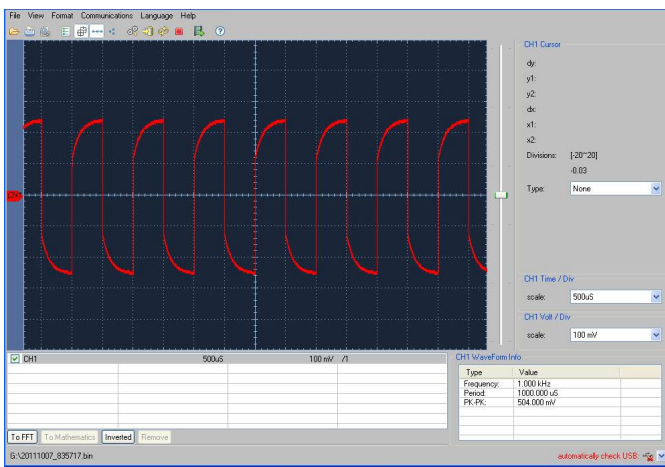 File View Format Communications Language Help
CH1 Cursor
dy:
y1:
y2:
dx:
x1:
x2:
Divisions: [-20~20]
-0.03
Type: None
CH1
CH1 Time / Div
scale: 500uS
CH1 Volt / Div
scale: 100 mV
CH1 500uS 100 mV /1
CH1 WaveForm Info
Type Value
Frequency: 1.000 kHz
Period: 1000.000 uS
PK-PK: 504.000 mV
To FFT To Mathematics Inverted Remove
G:\20111007_835717.bin automatically check USB: